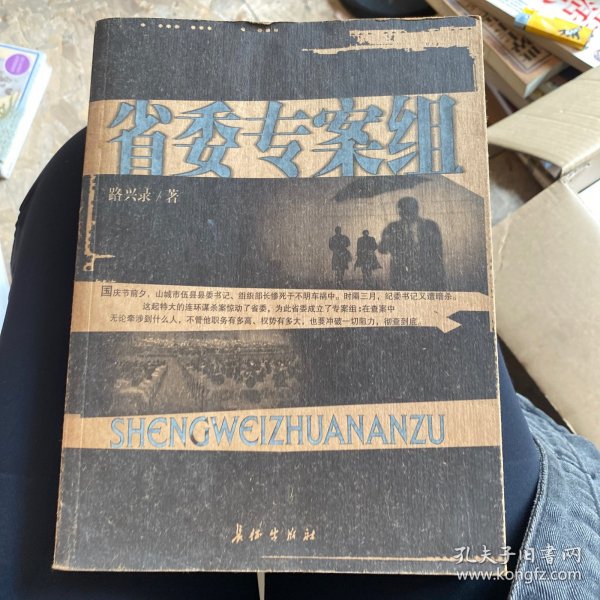 省委专案组
路兴录/著
国庆节前夕，山城市伍县县委书记、组织部长惨死于不明车祸中。时隔三月，纪委书记又遭暗杀。
这起特大的连环谋杀案惊动了省委，为此省委成立了专案组：在查案中
无论牵涉到什么人，不管他职务有多高、权势有多大，也要冲破一切阻力，彻查到底。
SHENGWEIZHUANANZU
长征出版社
孔夫子旧书网
www.kongfz.com